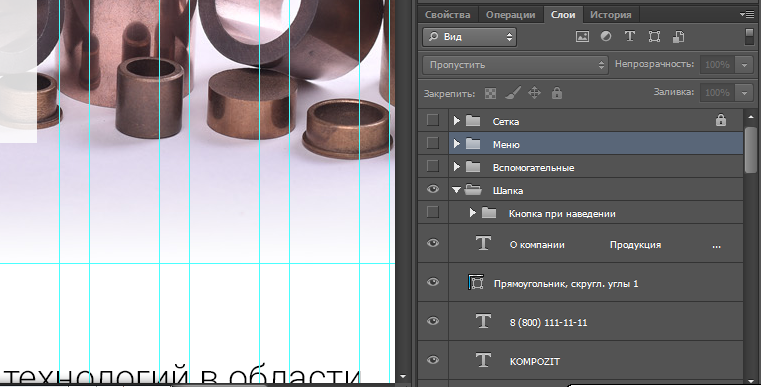 Свойства Операции Слои История
Вид
Пропустить Непрозрачность: 100%
Закрепить: Заливка: 100%
Сетка
Меню
Вспомогательные
Шапка
Кнопка при наведении
О компании Продукция ...
Прямоугольник, скругл. углы 1
8 (800) 111-11-11
KOMPOZIT
технологий в области